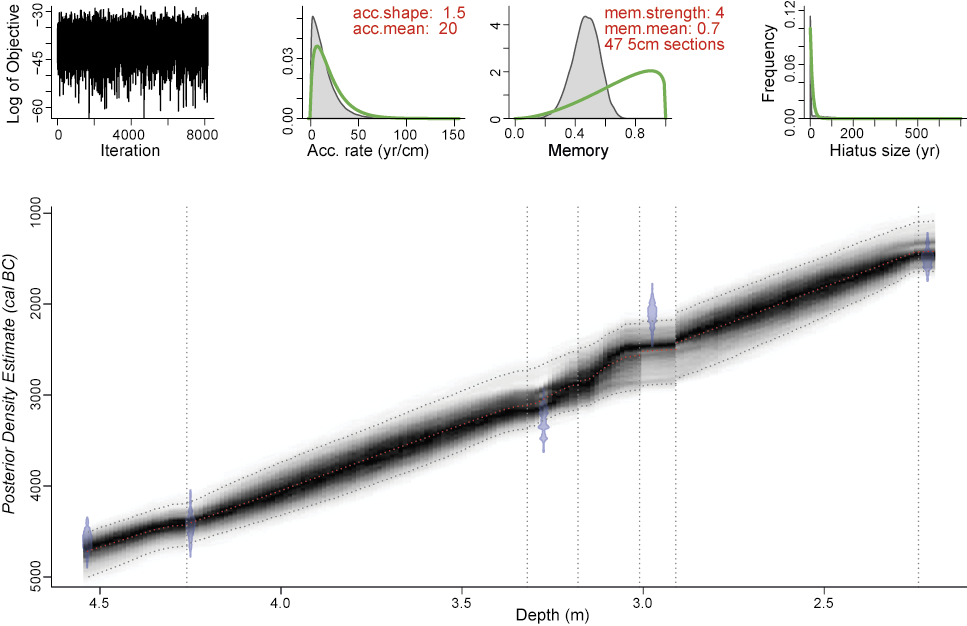 Log of Objective
-30
-45
-60
0
4000
8000
Iteration
acc.shape: 1.5
acc.mean: 20
0.00
0.03
0
50
100
150
Acc. rate (yr/cm)
mem.strength: 4
mem.mean: 0.7
47 5cm sections
0
2
4
0.0
0.4
0.8
Memory
Frequency
0.00
0.06
0.12
0
200
500
Hiatus size (yr)
Posterior Density Estimate (cal BC)
1000
2000
3000
4000
5000
4.5
4.0
3.5
3.0
2.5
Depth (m)